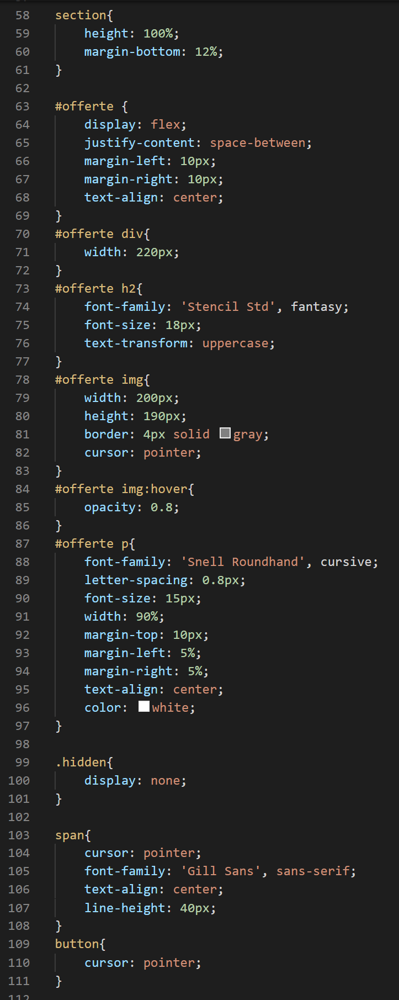 58 section{
59     height: 100%;
60     margin-bottom: 12%;
61 }
62
63 #offerte {
64     display: flex;
65     justify-content: space-between;
66     margin-left: 10px;
67     margin-right: 10px;
68     text-align: center;
69 }
70 #offerte div{
71     width: 220px;
72 }
73 #offerte h2{
74     font-family: 'Stencil Std', fantasy;
75     font-size: 18px;
76     text-transform: uppercase;
77 }
78 #offerte img{
79     width: 200px;
80     height: 190px;
81     border: 4px solid gray;
82     cursor: pointer;
83 }
84 #offerte img:hover{
85     opacity: 0.8;
86 }
87 #offerte p{
88     font-family: 'Snell Roundhand', cursive;
89     letter-spacing: 0.8px;
90     font-size: 15px;
91     width: 90%;
92     margin-top: 10px;
93     margin-left: 5%;
94     margin-right: 5%;
95     text-align: center;
96     color: white;
97 }
98
99 .hidden{
100     display: none;
101 }
102
103 span{
104     cursor: pointer;
105     font-family: 'Gill Sans', sans-serif;
106     text-align: center;
107     line-height: 40px;
108 }
109 button{
110     cursor: pointer;
111 }
112